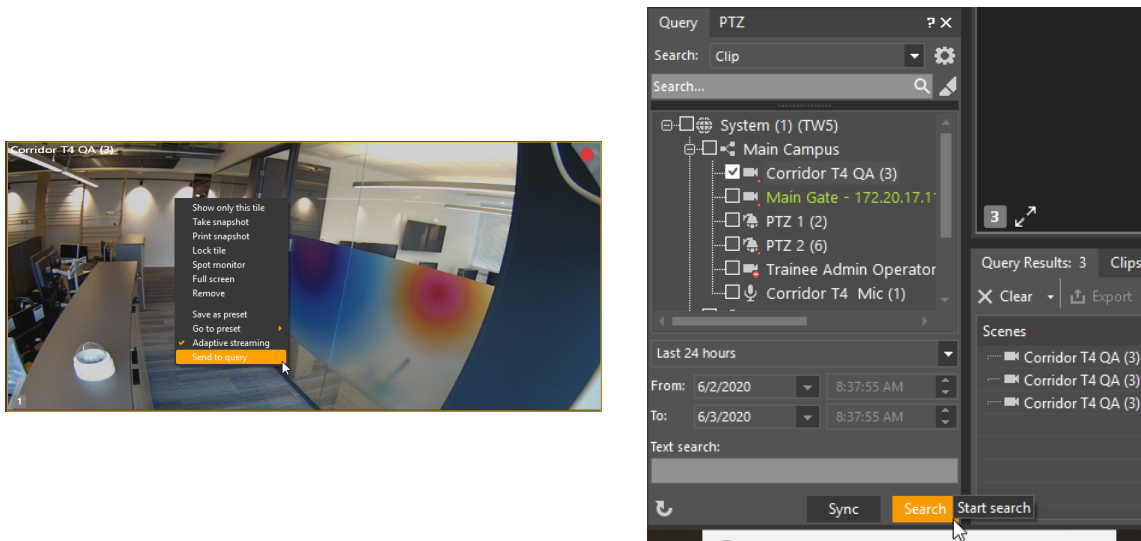 Corridor T4 QA (3)
Show only this tile
Take snapshot
Print snapshot
Lock tile
Spot monitor
Full screen
Remove
Save as preset
Go to preset
Adaptive streaming
Send to query
1
Query PTZ ? X
Search: Clip
Search...
System (1) (TW5)
Main Campus
Corridor T4 QA (3)
Main Gate - 172.20.17.1
PTZ 1 (2)
PTZ 2 (6)
Trainee Admin Operator
Corridor T4 Mic (1)
Last 24 hours
From: 6/2/2020 8:37:55 AM
To: 6/3/2020 8:37:55 AM
Text search:
Sync Search Start search
3
Query Results: 3 Clips
Clear Export
Scenes
Corridor T4 QA (3)
Corridor T4 QA (3)
Corridor T4 QA (3)